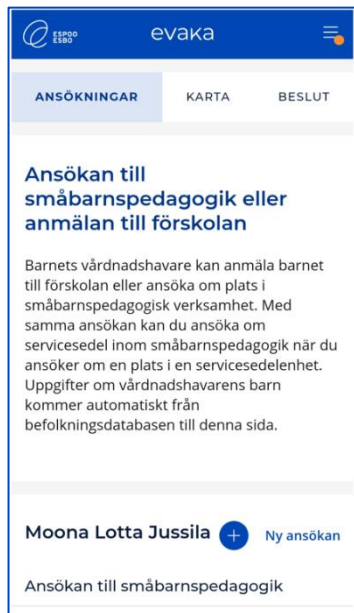 ESPOO
ESBO
evaka
ANSÖKNINGAR KARTA BESLUT
Ansökan till
småbarnspedagogik eller
anmälan till förskolan
Barnets vårdnadshavare kan anmäla barnet
till förskolan eller ansöka om plats i
småbarnspedagogisk verksamhet. Med
samma ansökan kan du ansöka om
servicesedel inom småbarnspedagogik när du
ansöker om en plats i en servicesedelenhet.
Uppgifter om vårdnadshavarens barn
kommer automatiskt från
befolkningsdatabasen till denna sida.
Moona Lotta Jussila + Ny ansökan
Ansökan till småbarnspedagogik